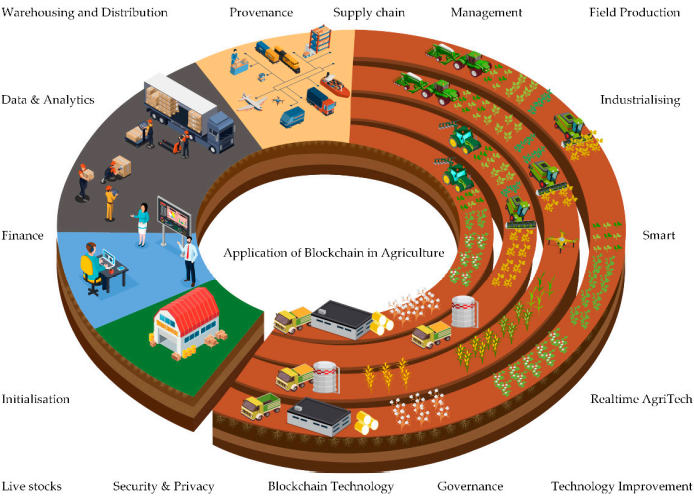 Warehousing and Distribution
Provenance
Supply chain
Management
Field Production
Data & Analytics
Industrialising
Finance
Application of Blockchain in Agriculture
Smart
Initialisation
Realtime AgriTech
Live stocks
Security & Privacy
Blockchain Technology
Governance
Technology Improvement